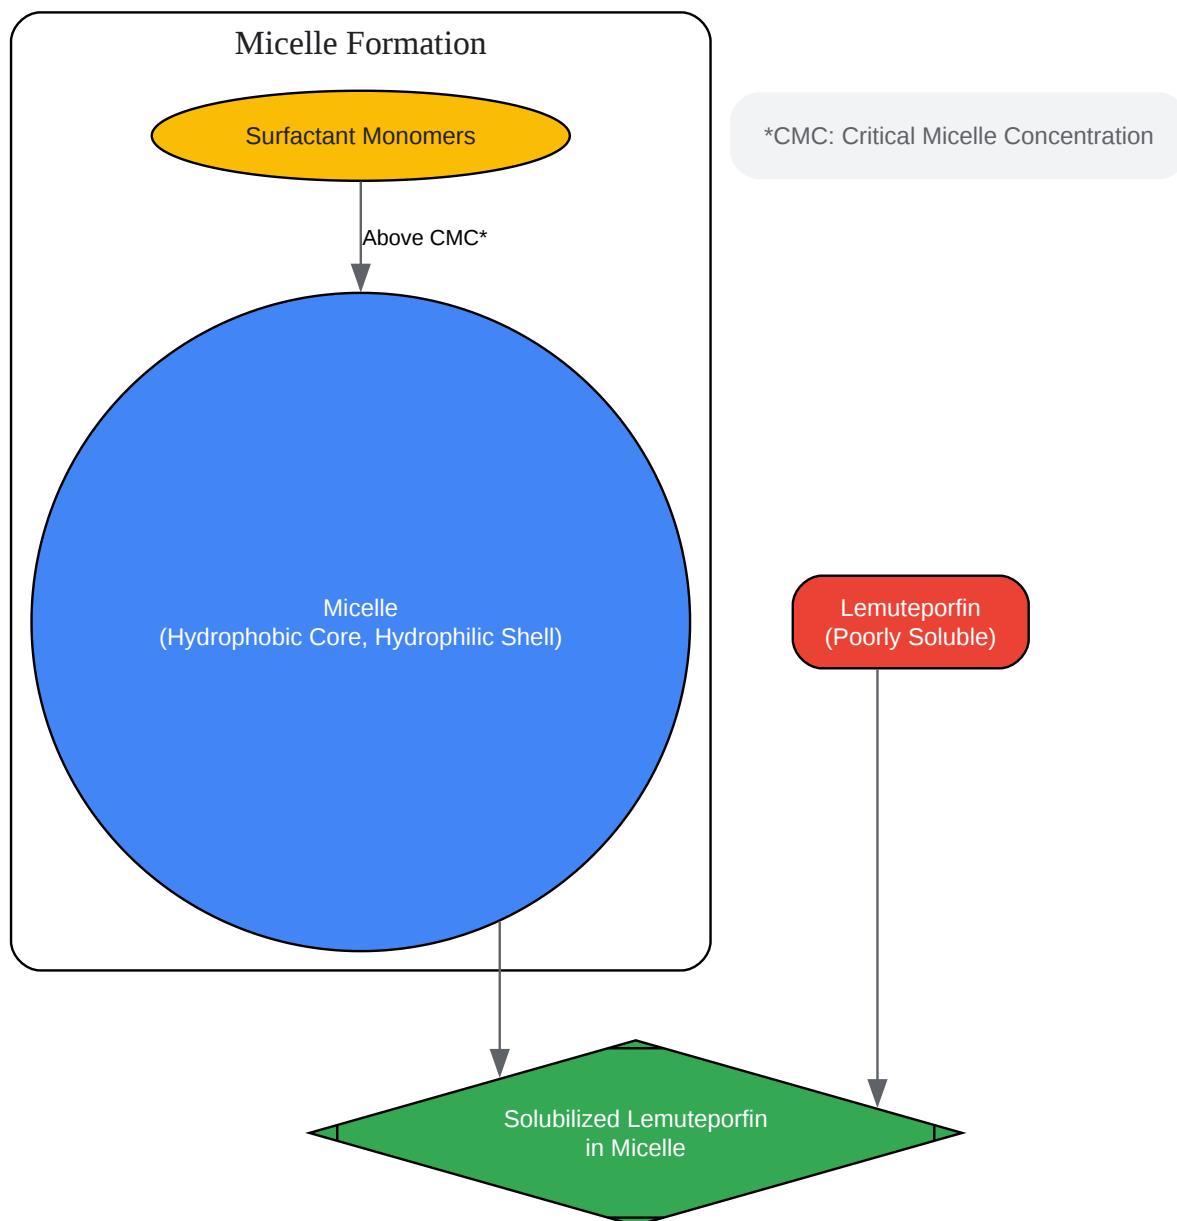 Micelle Formation
Surfactant Monomers
*CMC: Critical Micelle Concentration
Above CMC*
Micelle
(Hydrophobic Core, Hydrophilic Shell)
Lemuteporfin
(Poorly Soluble)
Solubilized Lemuteporfin
in Micelle